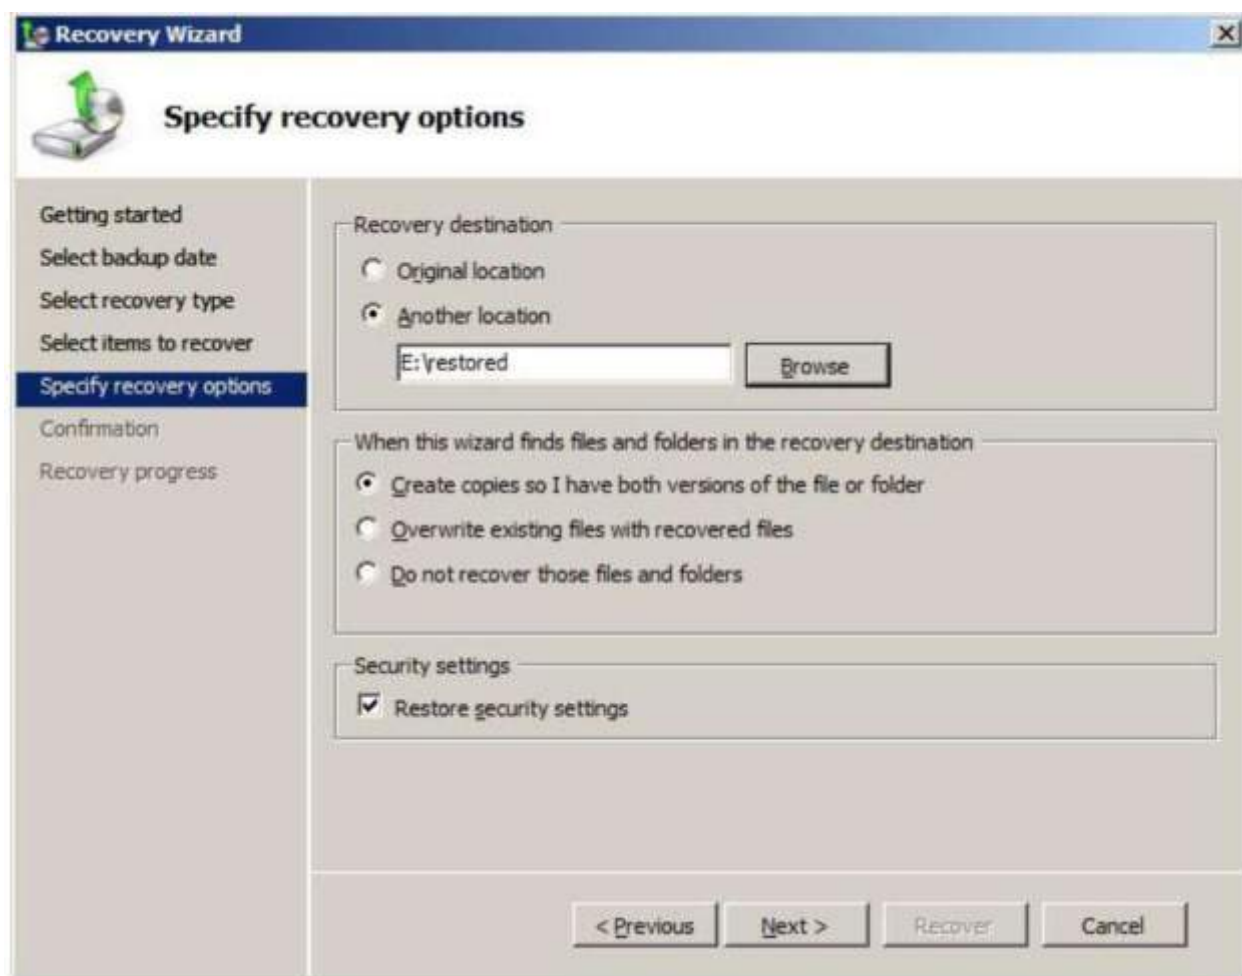 Recovery Wizard
Specify recovery options
Getting started
Select backup date
Select recovery type
Select items to recover
Specify recovery options
Confirmation
Recovery progress
Recovery destination
Original location
Another location
E:\restored
Browse
When this wizard finds files and folders in the recovery destination
Create copies so I have both versions of the file or folder
Overwrite existing files with recovered files
Do not recover those files and folders
Security settings
Restore security settings
< Previous
Next >
Recover
Cancel